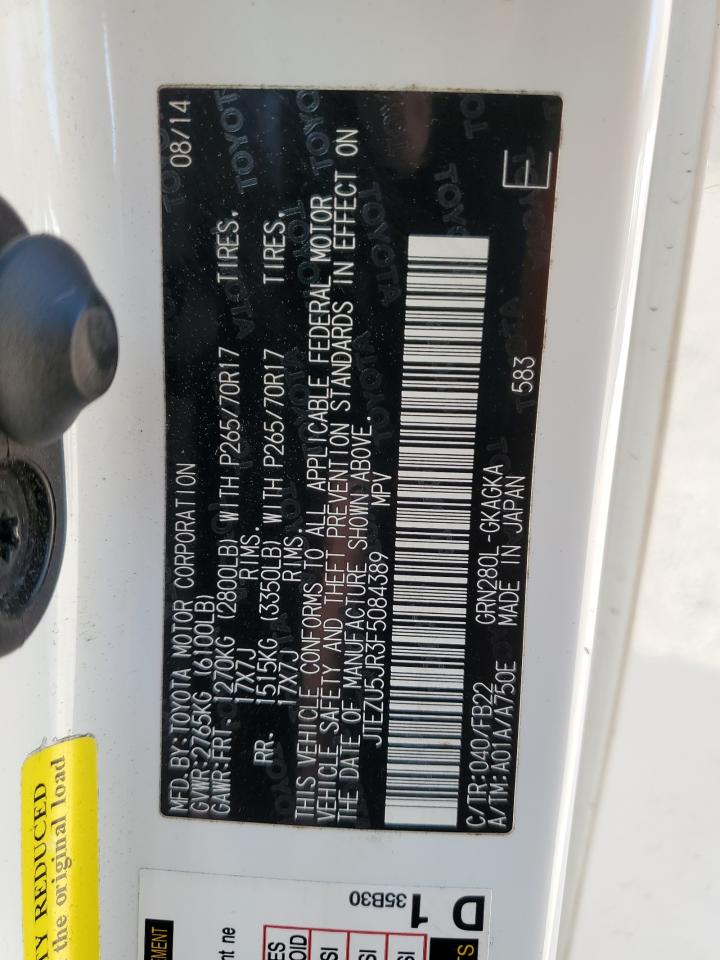 MFD.BY:TOYOTA MOTOR CORPORATION 08/14
GVWR:2765KG (6100LB)
GAWR:FRT. 1270KG (2800LB) WITH P265/70R17 TIRES.
17X7J RIMS.
RR. 1515KG (3350LB) WITH P265/70R17 TIRES.
17X7J RIMS.
THIS VEHICLE CONFORMS TO ALL APPLICABLE FEDERAL MOTOR
VEHICLE SAFETY AND THEFT PREVENTION STANDARDS IN EFFECT ON
THE DATE OF MANUFACTURE SHOWN ABOVE.
JTEZU5JR3F5084389 MPV
C/TR:040/FB22 GRN280L -GKAGKA
A/TM:A01A/A750E MADE IN JAPAN 583
TY REDUCED
the original load
D
1
35B30